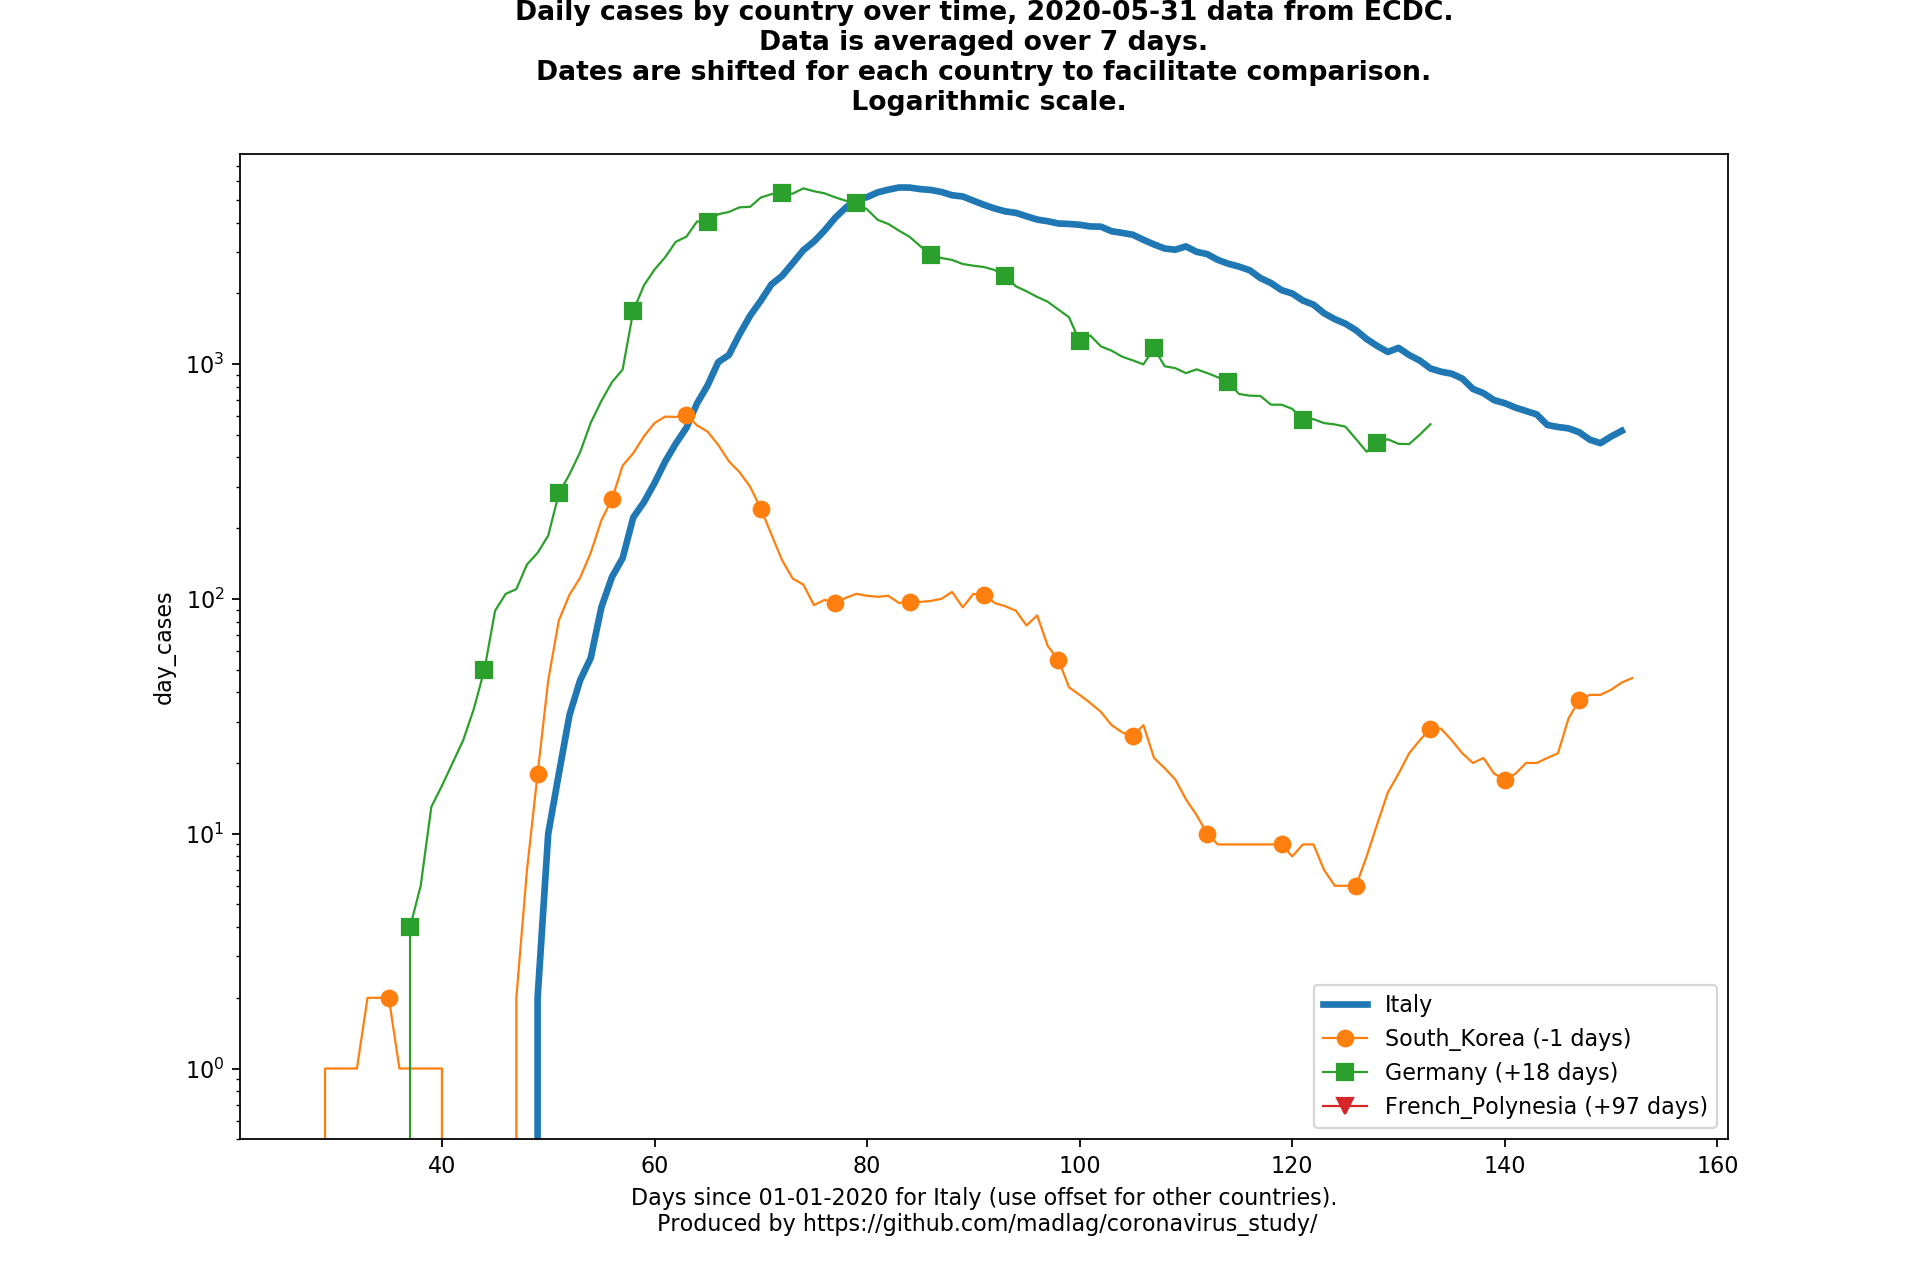 Daily cases by country over time, 2020-05-31 data from ECDC.
Data is averaged over 7 days.
Dates are shifted for each country to facilitate comparison.
Logarithmic scale.
day_cases
10³
10²
10¹
10⁰
Italy
South_Korea (-1 days)
Germany (+18 days)
French_Polynesia (+97 days)
40 60 80 100 120 140 160
Days since 01-01-2020 for Italy (use offset for other countries).
Produced by https://github.com/madlag/coronavirus_study/